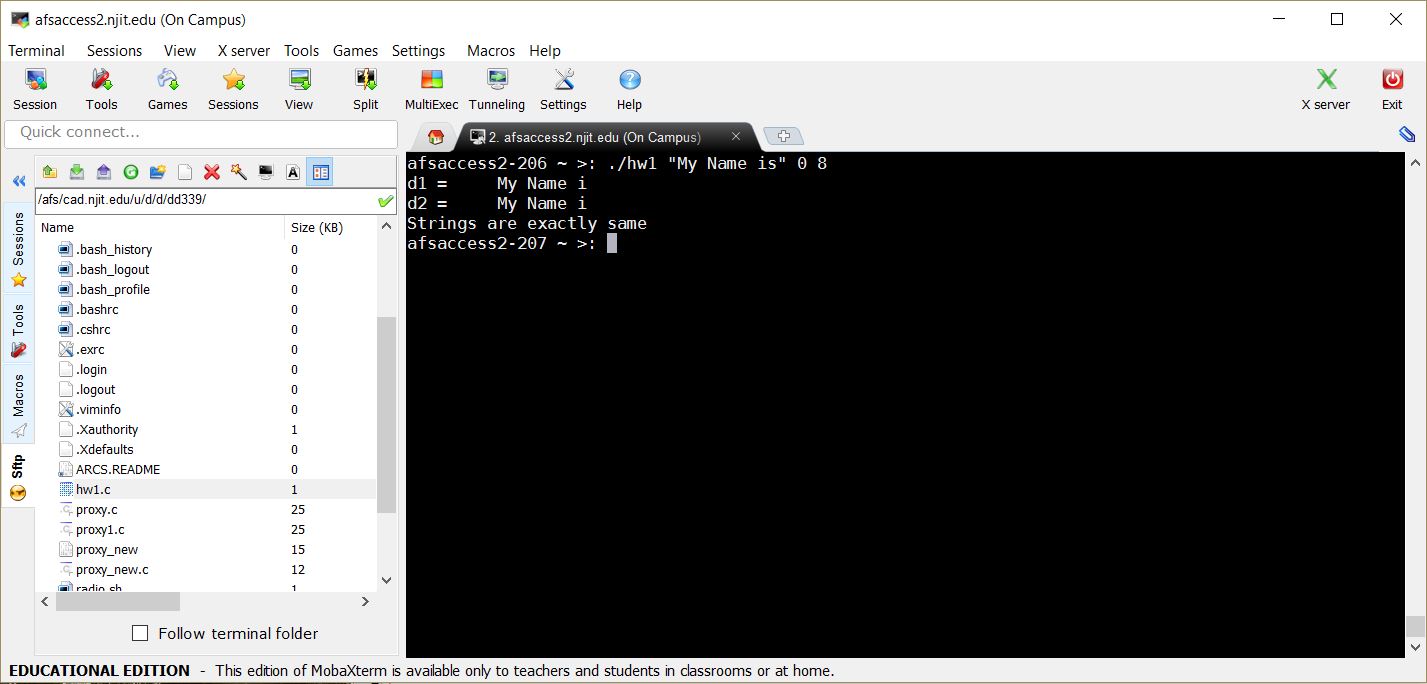 afsaccess2.njit.edu (On Campus)
Terminal Sessions View X server Tools Games Settings Macros Help
Session Tools Games Sessions View Split MultiExec Tunneling Settings Help X server Exit
Quick connect...
2. afsaccess2.njit.edu (On Campus)
/afs/cad.njit.edu/u/d/d/dd339/
Sessions
Tools
Macros
Sftp
Name Size (KB)
.bash_history 0
.bash_logout 0
.bash_profile 0
.bashrc 0
.cshrc 0
.exrc 0
.login 0
.logout 0
.viminfo 0
.Xauthority 1
.Xdefaults 0
ARCS.README 0
hw1.c 1
proxy.c 25
proxy1.c 25
proxy_new 15
proxy_new.c 12
radio.sh 1
Follow terminal folder
afsaccess2-206 ~ >: ./hw1 "My Name is" 0 8
d1 = My Name i
d2 = My Name i
Strings are exactly same
afsaccess2-207 ~ >:
EDUCATIONAL EDITION - This edition of MobaXterm is available only to teachers and students in classrooms or at home.